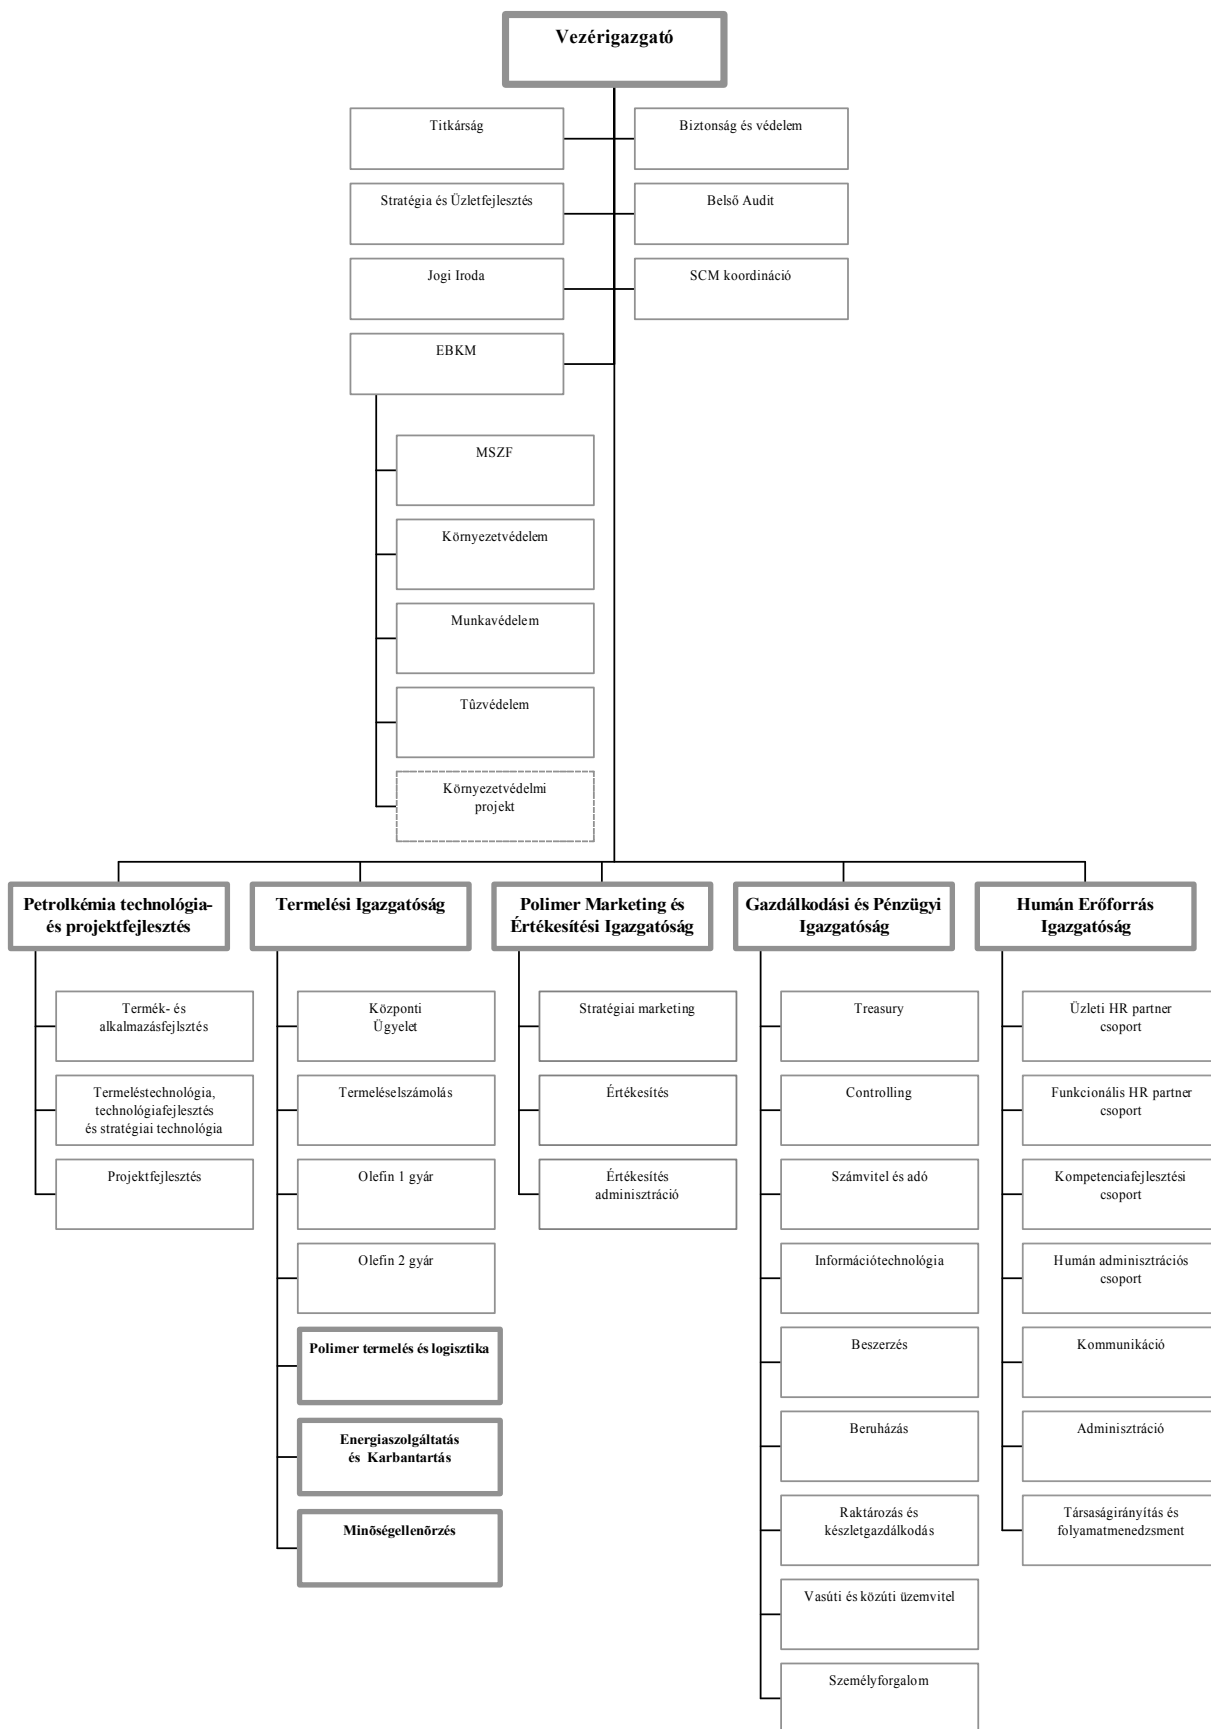 Vezérigazgató
Titkárság
Biztonság és védelem
Stratégia és Üzletfejlesztés
Belső Audit
Jogi Iroda
SCM koordináció
EBKM
MSZF
Környezetvédelem
Munkavédelem
Tûzvédelem
Környezetvédelmi
projekt
Petrolkémia technológia-
és projektfejlesztés
Termék- és
alkalmazásfejlsztés
Termeléstechnológia,
technológiafejlesztés
és stratégiai technológia
Projektfejlesztés
Termelési Igazgatóság
Központi
Ügyelet
Termeléselszámolás
Olefin 1 gyár
Olefin 2 gyár
Polimer termelés és logisztika
Energiaszolgáltatás
és Karbantartás
Minõségellenõrzés
Polimer Marketing és
Értékesítési Igazgatóság
Stratégiai marketing
Értékesítés
Értékesítés
adminisztráció
Gazdálkodási és Pénzügyi
Igazgatóság
Treasury
Controlling
Számvitel és adó
Információtechnológia
Beszerzés
Beruházás
Raktározás és
készletgazdálkodás
Vasúti és közúti üzemvitel
Személyforgalom
Humán Erőforrás
Igazgatóság
Üzleti HR partner
csoport
Funkcionális HR partner
csoport
Kompetenciafejlesztési
csoport
Humán adminisztrációs
csoport
Kommunikáció
Adminisztráció
Társaságirányítás és
folyamatmenedzsment